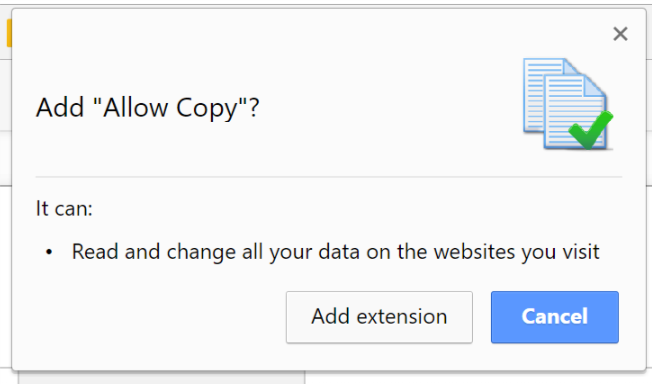 Add "Allow Copy"?
It can:
• Read and change all your data on the websites you visit
Add extension
Cancel